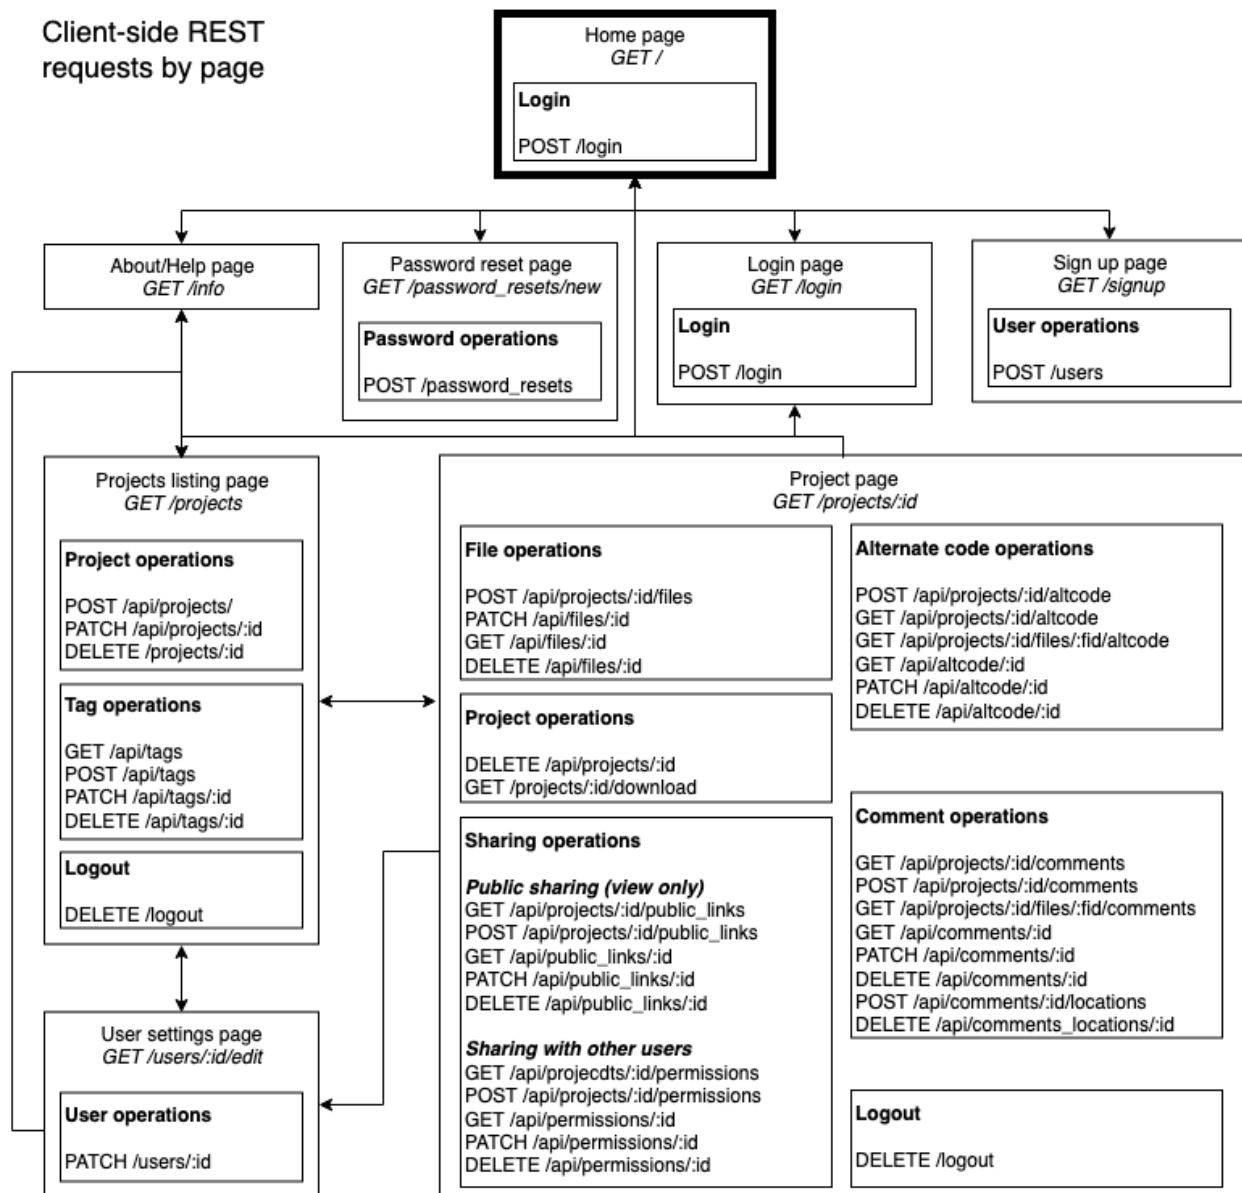 Client-side REST
requests by page
Home page
GET /
Login
POST /login
About/Help page
GET /info
Password reset page
GET /password_resets/new
Password operations
POST /password_resets
Login page
GET /login
Login
POST /login
Sign up page
GET /signup
User operations
POST /users
Projects listing page
GET /projects
Project operations
POST /api/projects/
PATCH /api/projects/:id
DELETE /projects/:id
Tag operations
GET /api/tags
POST /api/tags
PATCH /api/tags/:id
DELETE /api/tags/:id
Logout
DELETE /logout
User settings page
GET /users/:id/edit
User operations
PATCH /users/:id
Project page
GET /projects/:id
File operations
POST /api/projects/:id/files
PATCH /api/files/:id
GET /api/files/:id
DELETE /api/files/:id
Project operations
DELETE /api/projects/:id
GET /projects/:id/download
Sharing operations
Public sharing (view only)
GET /api/projects/:id/public_links
POST /api/projects/:id/public_links
GET /api/public_links/:id
PATCH /api/public_links/:id
DELETE /api/public_links/:id
Sharing with other users
GET /api/projecdts/:id/permissions
POST /api/projects/:id/permissions
GET /api/permissions/:id
PATCH /api/permissions/:id
DELETE /api/permissions/:id
Alternate code operations
POST /api/projects/:id/altcode
GET /api/projects/:id/altcode
GET /api/projects/:id/files/:fid/altcode
GET /api/altcode/:id
PATCH /api/altcode/:id
DELETE /api/altcode/:id
Comment operations
GET /api/projects/:id/comments
POST /api/projects/:id/comments
GET /api/projects/:id/files/:fid/comments
GET /api/comments/:id
PATCH /api/comments/:id
DELETE /api/comments/:id
POST /api/comments/:id/locations
DELETE /api/comments_locations/:id
Logout
DELETE /logout